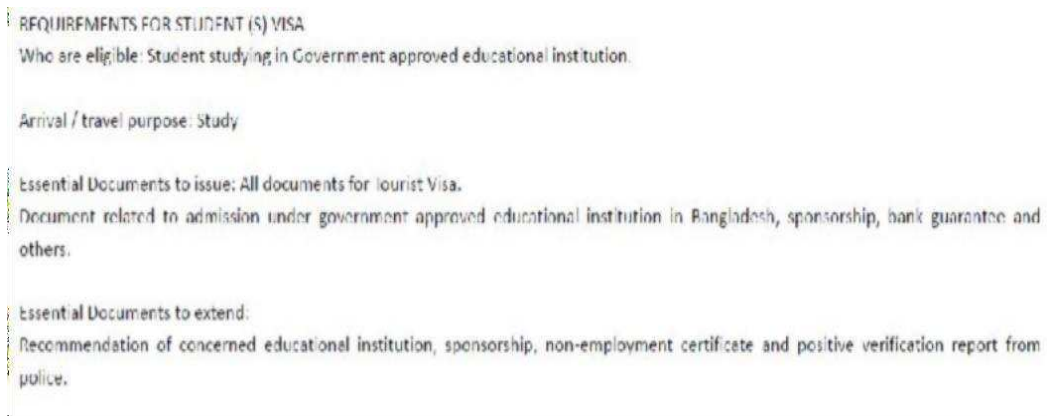 REQUIREMENTS FOR STUDENT (S) VISA
Who are eligible: Student studying in Government approved educational institution.
Arrival / travel purpose: Study
Essential Documents to issue: All documents for Tourist Visa.
Document related to admission under government approved educational institution in Bangladesh, sponsorship, bank guarantee and
others.
Essential Documents to extend:
Recommendation of concerned educational institution, sponsorship, non-employment certificate and positive verification report from
police.